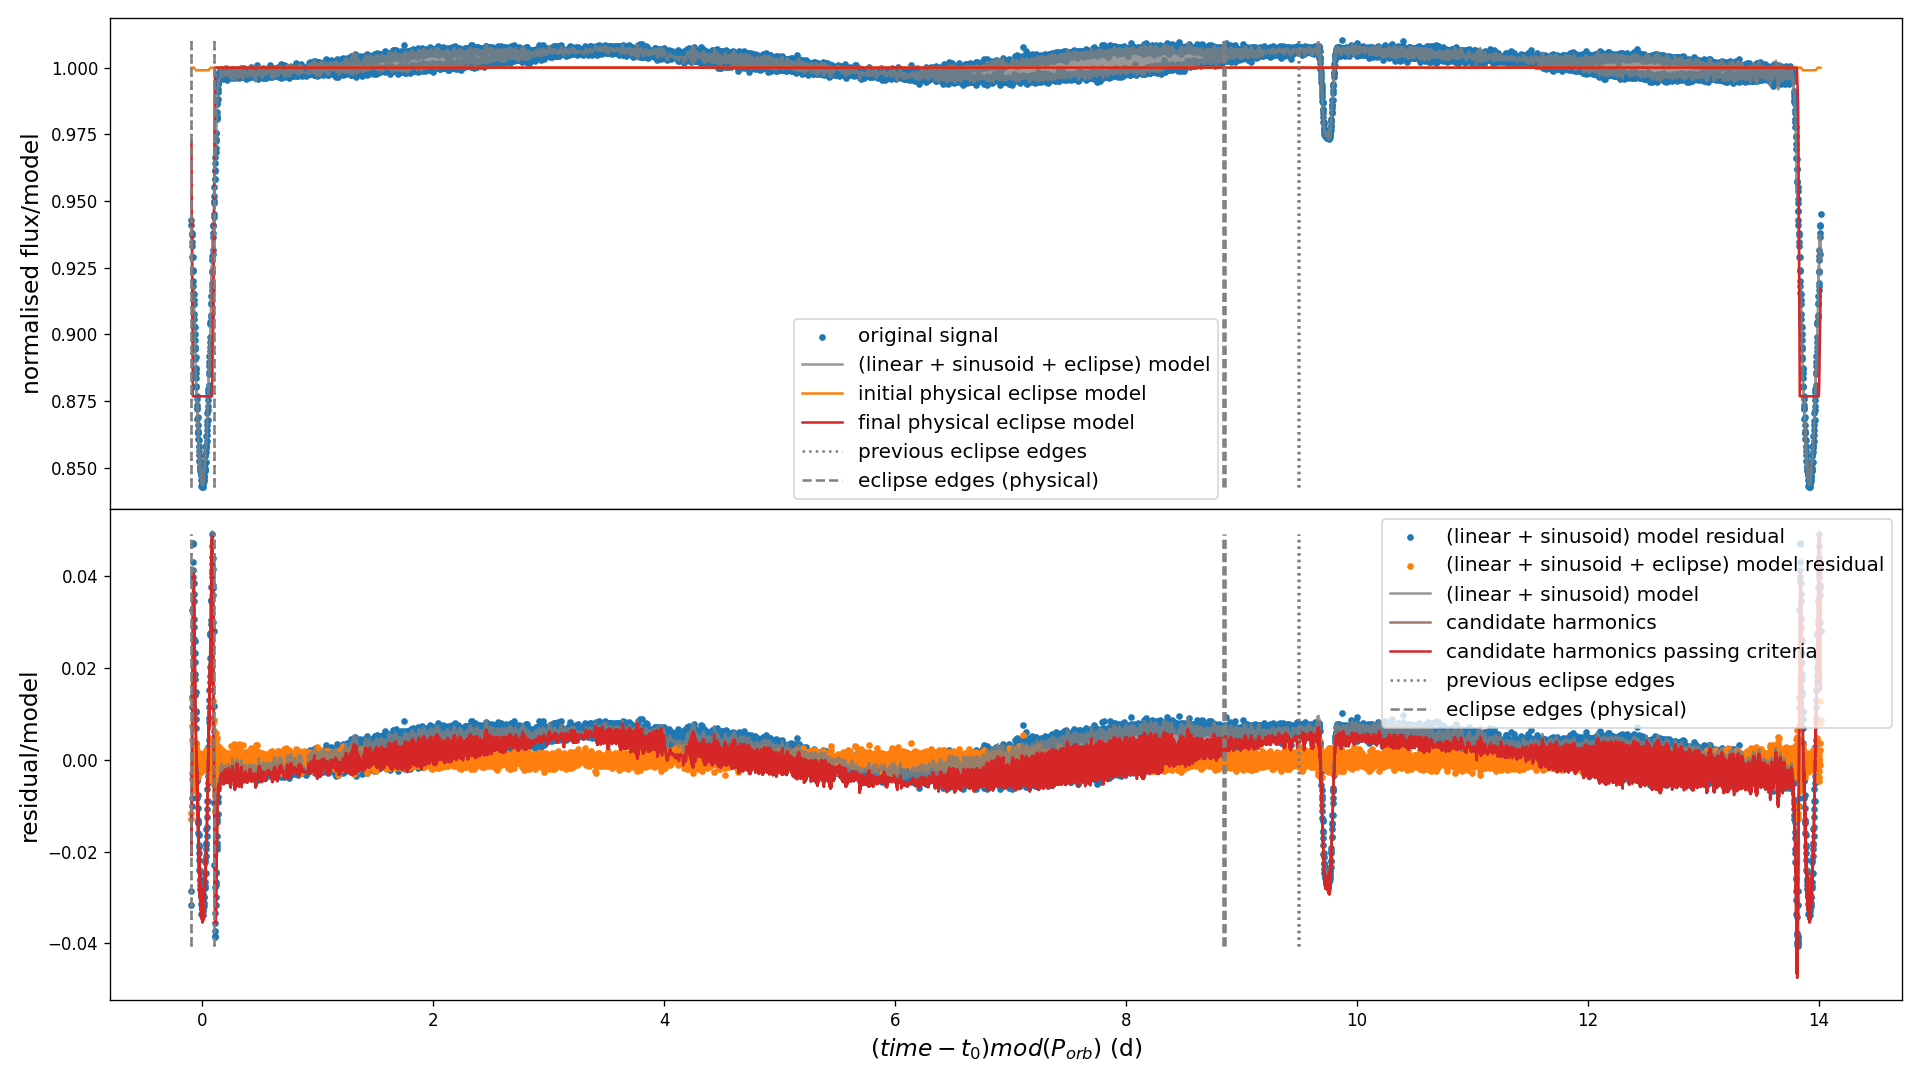 normalised flux/model
1.000
0.975
0.950
0.925
0.900
0.875
0.850
original signal
(linear + sinusoid + eclipse) model
initial physical eclipse model
final physical eclipse model
previous eclipse edges
eclipse edges (physical)
residual/model
0.04
0.02
0.00
−0.02
−0.04
(linear + sinusoid) model residual
(linear + sinusoid + eclipse) model residual
(linear + sinusoid) model
candidate harmonics
candidate harmonics passing criteria
previous eclipse edges
eclipse edges (physical)
0 2 4 6 8 10 12 14
(time − t₀)mod(P_orb) (d)